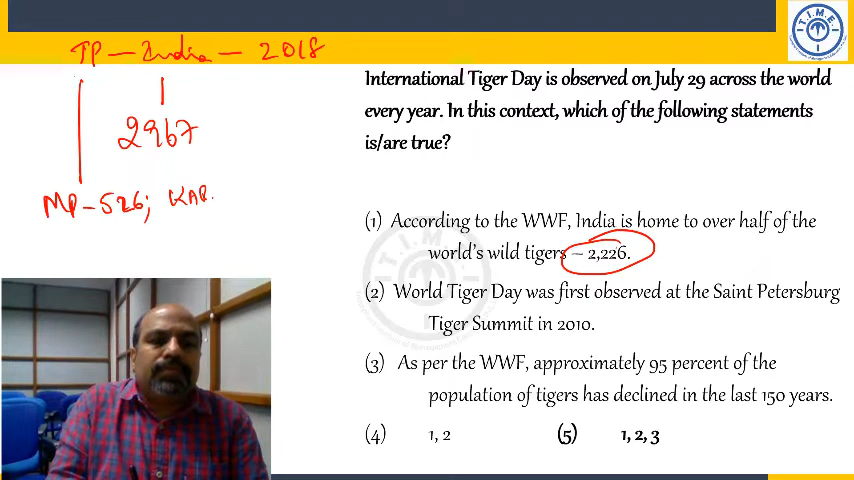 TP - India - 2018
2967
MP - 526; KAR.
T.I.M.E.
International Tiger Day is observed on July 29 across the world
every year. In this context, which of the following statements
is/are true?
(1) According to the WWF, India is home to over half of the
world's wild tigers – 2,226.
(2) World Tiger Day was first observed at the Saint Petersburg
Tiger Summit in 2010.
(3) As per the WWF, approximately 95 percent of the
population of tigers has declined in the last 150 years.
(4) 1, 2 (5) 1, 2, 3